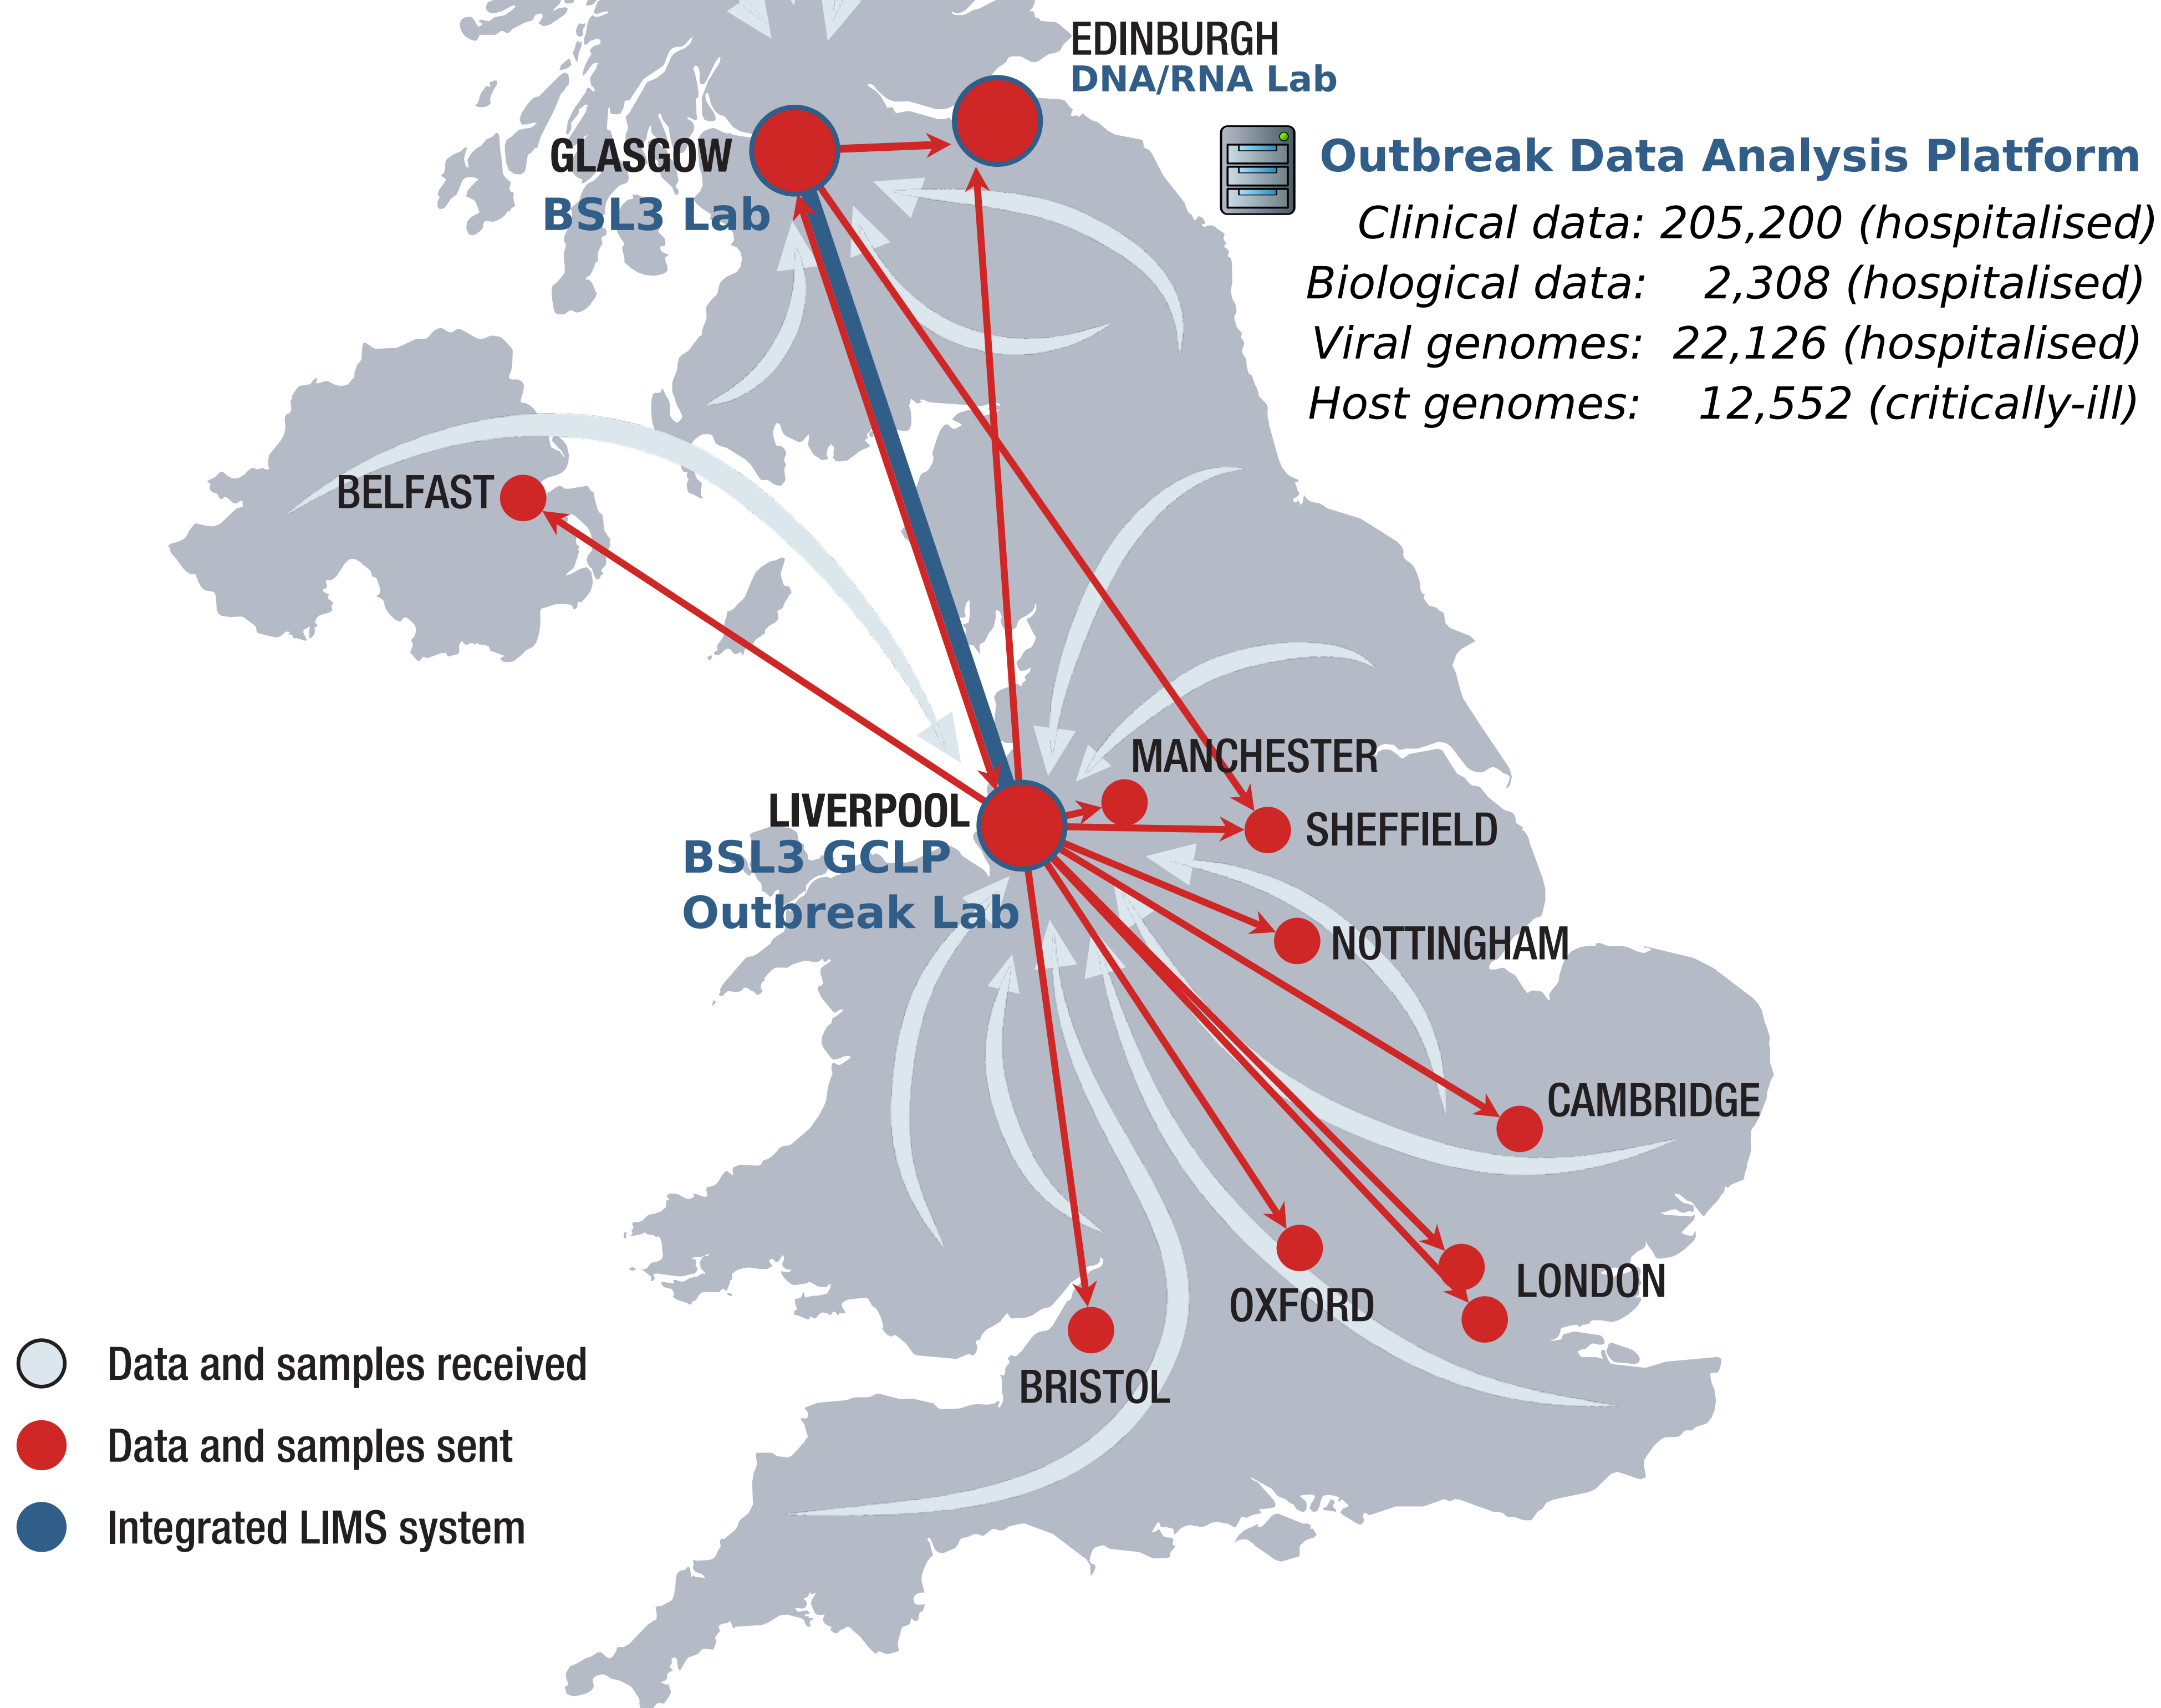 EDINBURGH
DNA/RNA Lab
GLASGOW
BSL3 Lab
Outbreak Data Analysis Platform
Clinical data: 205,200 (hospitalised)
Biological data: 2,308 (hospitalised)
Viral genomes: 22,126 (hospitalised)
Host genomes: 12,552 (critically-ill)
BELFAST
MANCHESTER
LIVERPOOL
BSL3 GCLP
Outbreak Lab
SHEFFIELD
NOTTINGHAM
CAMBRIDGE
LONDON
OXFORD
BRISTOL
Data and samples received
Data and samples sent
Integrated LIMS system